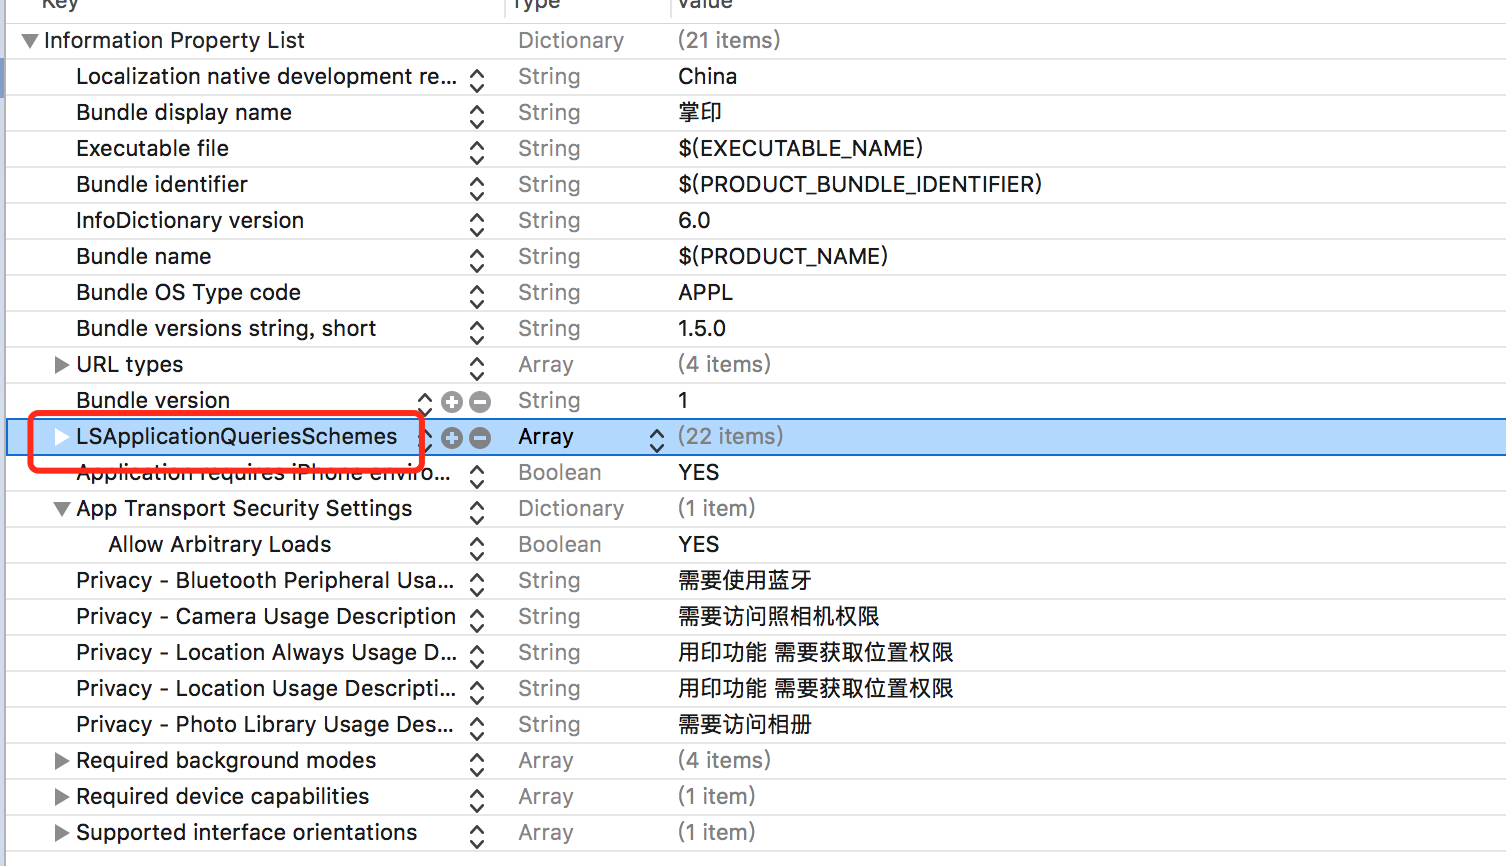 Key Type Value
Information Property List Dictionary (21 items)
Localization native development re... String China
Bundle display name String 掌印
Executable file String $(EXECUTABLE_NAME)
Bundle identifier String $(PRODUCT_BUNDLE_IDENTIFIER)
InfoDictionary version String 6.0
Bundle name String $(PRODUCT_NAME)
Bundle OS Type code String APPL
Bundle versions string, short String 1.5.0
URL types Array (4 items)
Bundle version String 1
LSApplicationQueriesSchemes Array (22 items)
Application requires iPhone enviro... Boolean YES
App Transport Security Settings Dictionary (1 item)
Allow Arbitrary Loads Boolean YES
Privacy - Bluetooth Peripheral Usa... String 需要使用蓝牙
Privacy - Camera Usage Description String 需要访问照相机权限
Privacy - Location Always Usage D... String 用印功能 需要获取位置权限
Privacy - Location Usage Descripti... String 用印功能 需要获取位置权限
Privacy - Photo Library Usage Des... String 需要访问相册
Required background modes Array (4 items)
Required device capabilities Array (1 item)
Supported interface orientations Array (1 item)